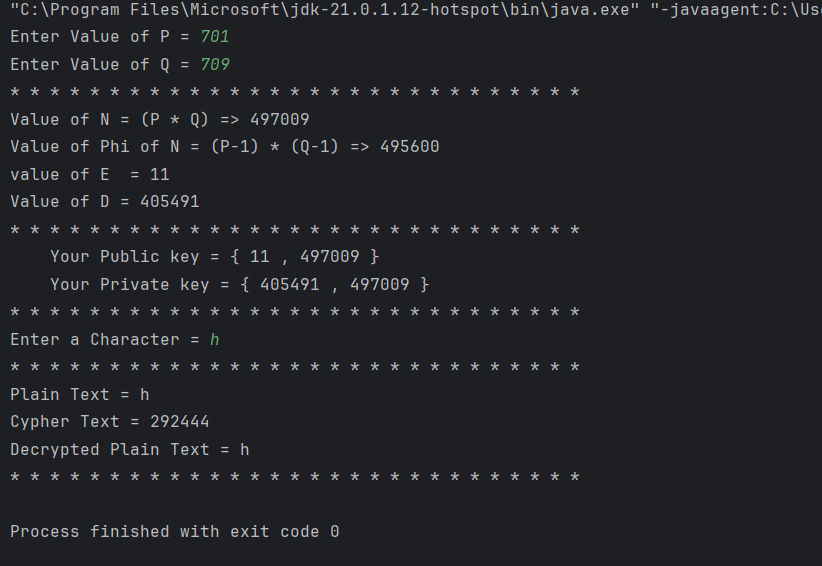 "C:\Program Files\Microsoft\jdk-21.0.1.12-hotspot\bin\java.exe" "-javaagent:C:\Use
Enter Value of P = 701
Enter Value of Q = 709
* * * * * * * * * * * * * * * * * * * * * * * * * * * * *
Value of N = (P * Q) => 497009
Value of Phi of N = (P-1) * (Q-1) => 495600
value of E  = 11
Value of D = 405491
* * * * * * * * * * * * * * * * * * * * * * * * * * * * *
    Your Public key = { 11 , 497009 }
    Your Private key = { 405491 , 497009 }
* * * * * * * * * * * * * * * * * * * * * * * * * * * * *
Enter a Character = h
* * * * * * * * * * * * * * * * * * * * * * * * * * * * *
Plain Text = h
Cypher Text = 292444
Decrypted Plain Text = h
* * * * * * * * * * * * * * * * * * * * * * * * * * * * *
Process finished with exit code 0